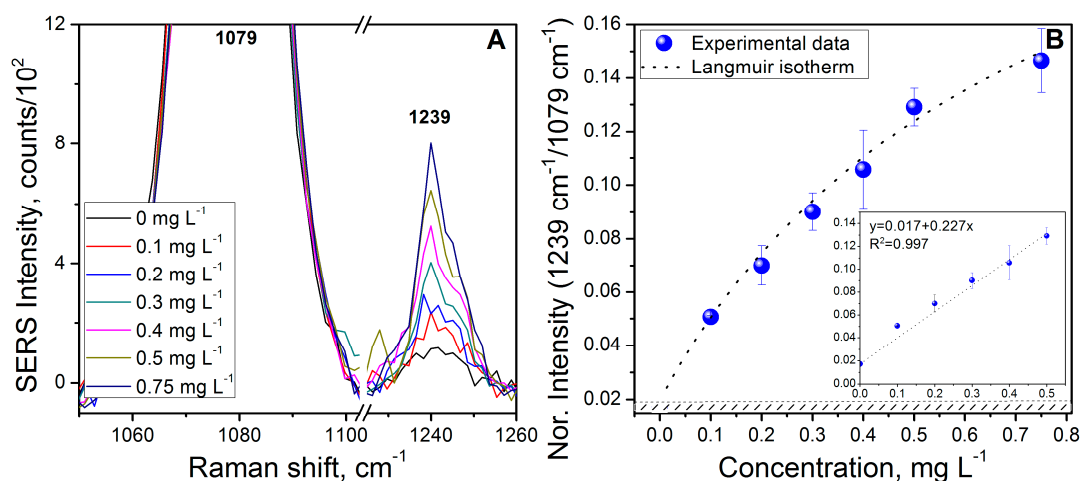 A
1079
1239
SERS Intensity, counts/10²
12
8
4
0
0 mg L⁻¹
0.1 mg L⁻¹
0.2 mg L⁻¹
0.3 mg L⁻¹
0.4 mg L⁻¹
0.5 mg L⁻¹
0.75 mg L⁻¹
1060 1080 1100 1240 1260
Raman shift, cm⁻¹
B
Experimental data
Langmuir isotherm
Nor. Intensity (1239 cm⁻¹/1079 cm⁻¹)
0.16
0.14
0.12
0.10
0.08
0.06
0.04
0.02
y=0.017+0.227x
R²=0.997
0.14
0.12
0.10
0.08
0.06
0.04
0.02
0.00
0.0 0.1 0.2 0.3 0.4 0.5
0.0 0.1 0.2 0.3 0.4 0.5 0.6 0.7 0.8
Concentration, mg L⁻¹